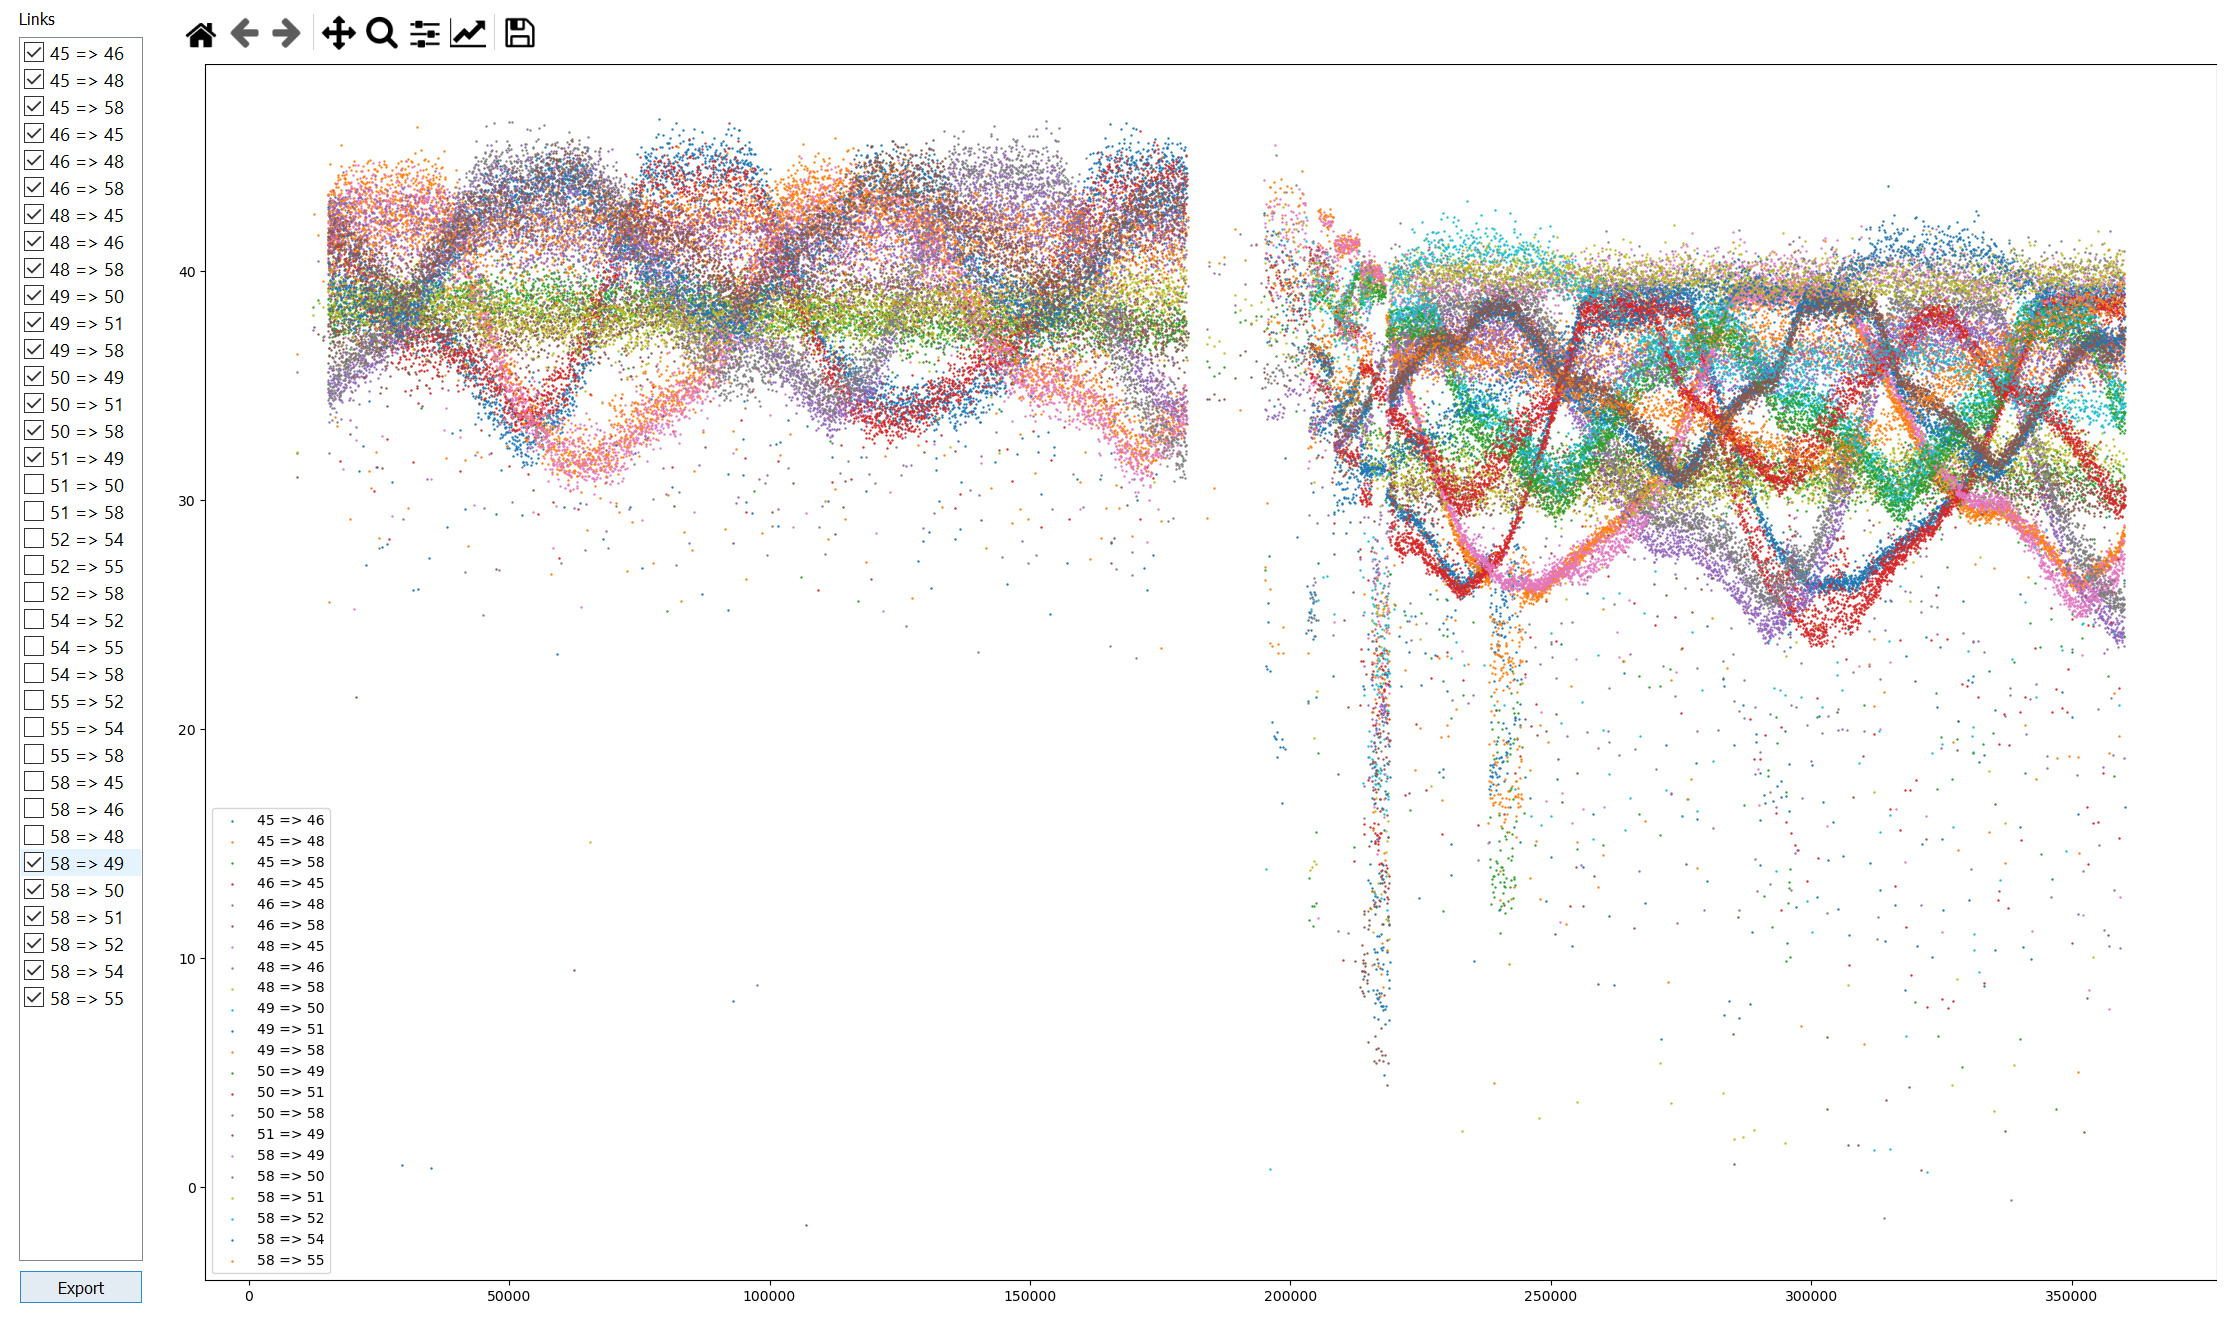 Links
45 => 46
45 => 48
45 => 58
46 => 45
46 => 48
46 => 58
48 => 45
48 => 46
48 => 58
49 => 50
49 => 51
49 => 58
50 => 49
50 => 51
50 => 58
51 => 49
51 => 50
51 => 58
52 => 54
52 => 55
52 => 58
54 => 52
54 => 55
54 => 58
55 => 52
55 => 54
55 => 58
58 => 45
58 => 46
58 => 48
58 => 49
58 => 50
58 => 51
58 => 52
58 => 54
58 => 55
Export
40
30
20
10
0
45 => 46
45 => 48
45 => 58
46 => 45
46 => 48
46 => 58
48 => 45
48 => 46
48 => 58
49 => 50
49 => 51
49 => 58
50 => 49
50 => 51
50 => 58
51 => 49
58 => 49
58 => 50
58 => 51
58 => 52
58 => 54
58 => 55
0 50000 100000 150000 200000 250000 300000 350000